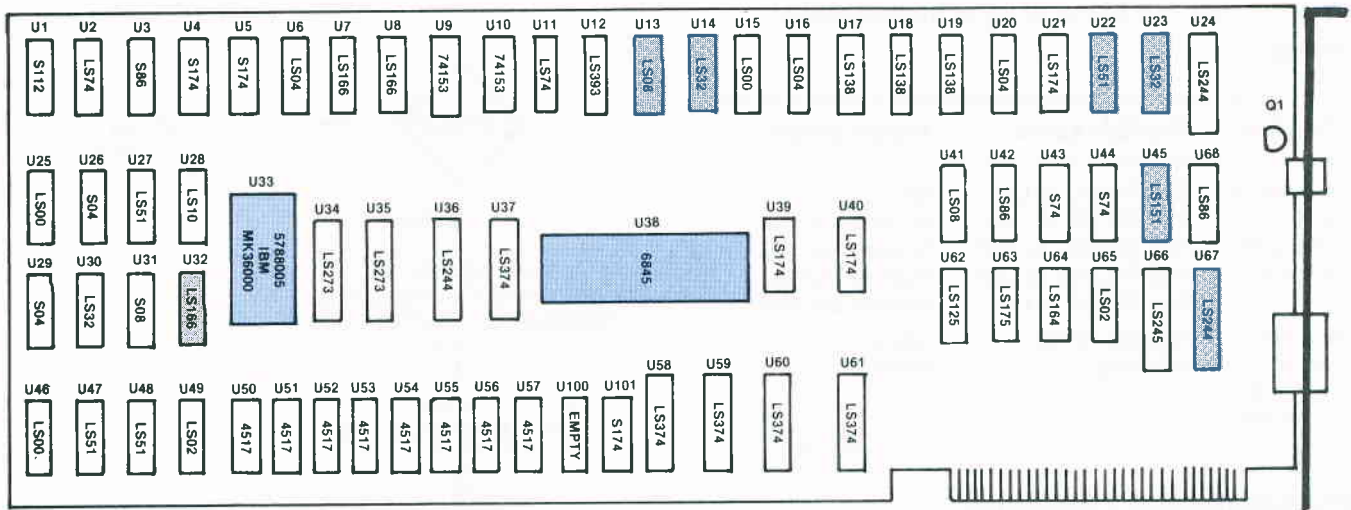 U1 U2 U3 U4 U5 U6 U7 U8 U9 U10 U11 U12 U13 U14 U15 U16 U17 U18 U19 U20 U21 U22 U23 U24
S112 LS74 S86 S174 S174 LS04 LS166 LS166 74153 74153 LS74 LS393 LS08 LS32 LS00 LS04 LS138 LS138 LS138 LS04 LS174 LS51 LS32 LS244
Q1
U25 U26 U27 U28 U33 U41 U42 U43 U44 U45 U68
LS00 S04 LS51 LS10 LS08 LS86 S74 S74 LS151 LS86
5788005
IBM
MK36000
U34 U35 U36 U37 U38 U39 U40
LS273 LS273 LS244 LS374 6845 LS174 LS174
U29 U30 U31 U32 U62 U63 U64 U65 U66 U67
S04 LS32 S08 LS166 LS125 LS175 LS164 LS02 LS245 LS244
U46 U47 U48 U49 U50 U51 U52 U53 U54 U55 U56 U57 U100 U101 U58 U59 U60 U61
LS00 LS51 LS51 LS02 4517 4517 4517 4517 4517 4517 4517 4517 EMPTY S174 LS374 LS374 LS374 LS374